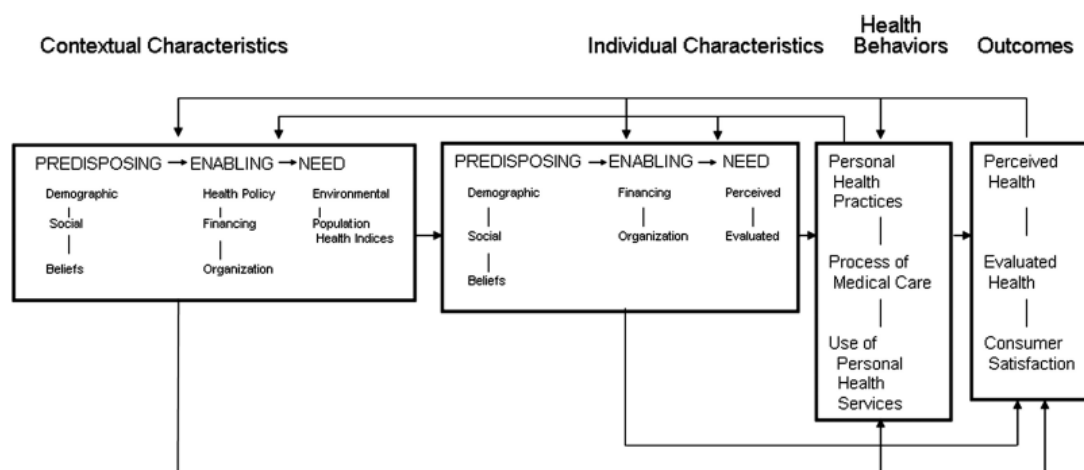 Contextual Characteristics
Individual Characteristics
Health
Behaviors
Outcomes
PREDISPOSING
ENABLING
NEED
Demographic
Social
Beliefs
Health Policy
Financing
Organization
Environmental
Population
Health Indices
PREDISPOSING
ENABLING
NEED
Demographic
Social
Beliefs
Financing
Organization
Perceived
Evaluated
Personal
Health
Practices
Process of
Medical Care
Use of
Personal
Health
Services
Perceived
Health
Evaluated
Health
Consumer
Satisfaction